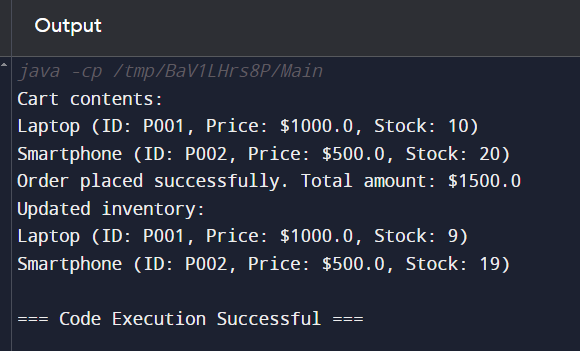 Output
java -cp /tmp/BaV1LHrs8P/Main
Cart contents:
Laptop (ID: P001, Price: $1000.0, Stock: 10)
Smartphone (ID: P002, Price: $500.0, Stock: 20)
Order placed successfully. Total amount: $1500.0
Updated inventory:
Laptop (ID: P001, Price: $1000.0, Stock: 9)
Smartphone (ID: P002, Price: $500.0, Stock: 19)
=== Code Execution Successful ===